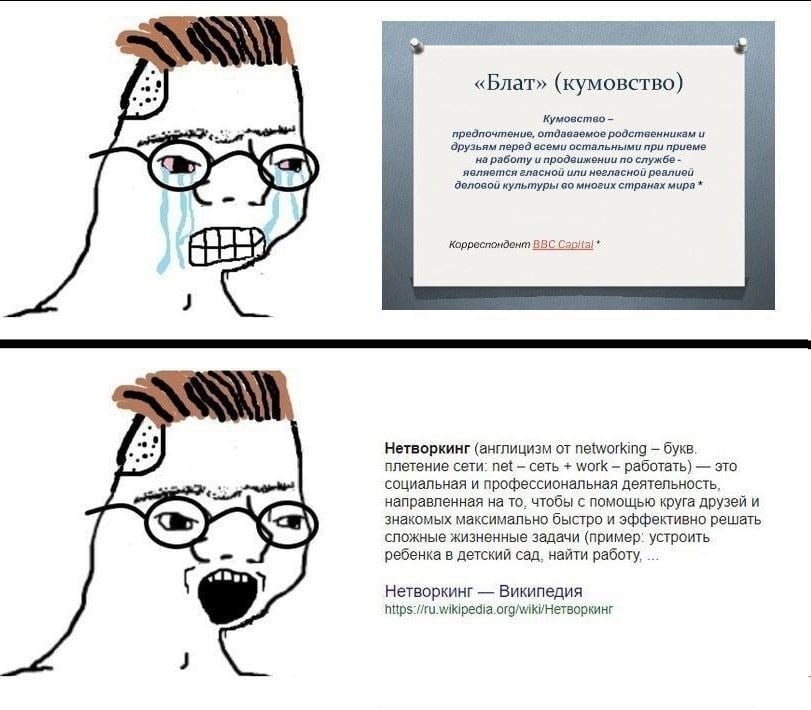 «Блат» (кумовство)
Кумовство –
предпочтение, отдаваемое родственникам и
друзьям перед всеми остальными при приеме
на работу и продвижении по службе -
является гласной или негласной реалией
деловой культуры во многих странах мира *
Корреспондент BBC Capital *
Нетворкинг (англицизм от networking – букв.
плетение сети: net – сеть + work – работать) — это
социальная и профессиональная деятельность,
направленная на то, чтобы с помощью круга друзей и
знакомых максимально быстро и эффективно решать
сложные жизненные задачи (пример: устроить
ребенка в детский сад, найти работу, ...
Нетворкинг — Википедия
https://ru.wikipedia.org/wiki/Нетворкинг